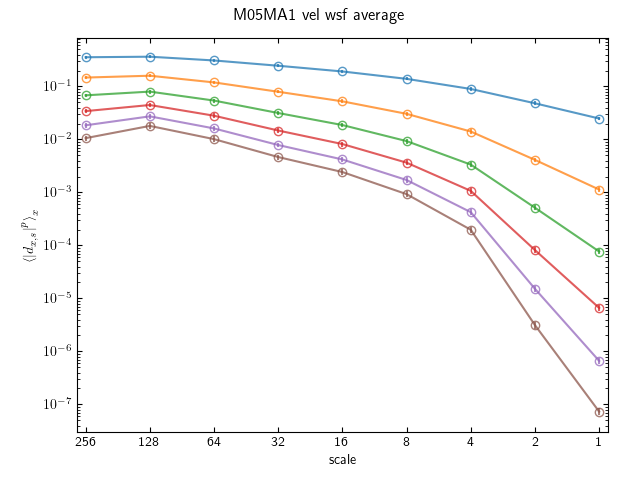 M05MA1 vel wsf average
⟨|d_{x,s}|^p⟩_x
10^{-1}
10^{-2}
10^{-3}
10^{-4}
10^{-5}
10^{-6}
10^{-7}
256 128 64 32 16 8 4 2 1
scale